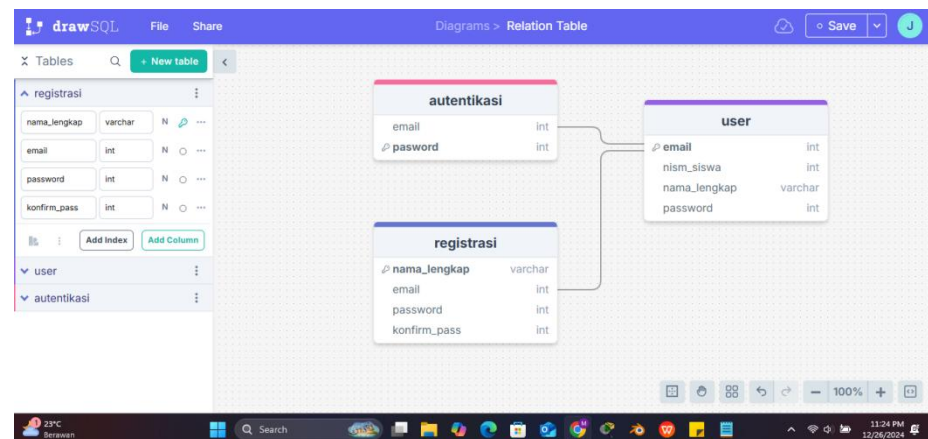 drawSQL File Share Diagrams > Relation Table Save J
Tables + New table
registrasi
nama_lengkap varchar N
email int N
password int N
konfirm_pass int N
Add Index Add Column
user
autentikasi
autentikasi
email int
pasword int
user
email int
nism_siswa int
nama_lengkap varchar
password int
registrasi
nama_lengkap varchar
email int
password int
konfirm_pass int
100%
1
23°C
Berawan
Search
11:24 PM
12/26/2024